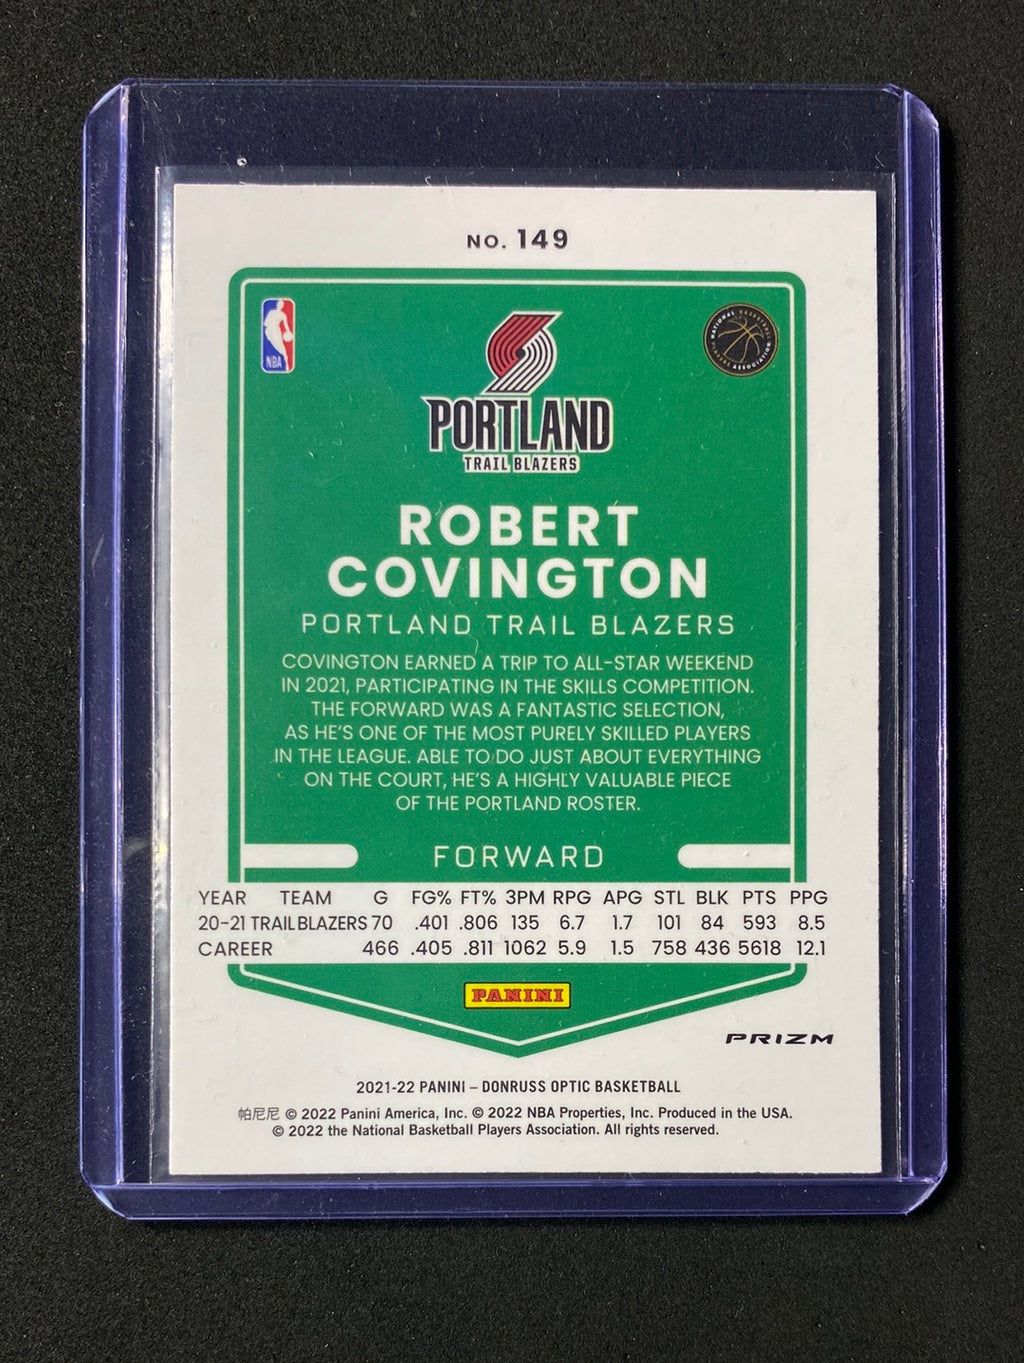 NO. 149
NBA
NATIONAL BASKETBALL PLAYERS ASSOCIATION
PORTLAND
TRAIL BLAZERS
ROBERT
COVINGTON
PORTLAND TRAIL BLAZERS
COVINGTON EARNED A TRIP TO ALL-STAR WEEKEND
IN 2021, PARTICIPATING IN THE SKILLS COMPETITION.
THE FORWARD WAS A FANTASTIC SELECTION,
AS HE'S ONE OF THE MOST PURELY SKILLED PLAYERS
IN THE LEAGUE. ABLE TO DO JUST ABOUT EVERYTHING
ON THE COURT, HE'S A HIGHLY VALUABLE PIECE
OF THE PORTLAND ROSTER.
FORWARD
YEAR TEAM G FG% FT% 3PM RPG APG STL BLK PTS PPG
20-21 TRAIL BLAZERS 70 .401 .806 135 6.7 1.7 101 84 593 8.5
CAREER 466 .405 .811 1062 5.9 1.5 758 436 5618 12.1
PANINI
PRIZM
2021-22 PANINI – DONRUSS OPTIC BASKETBALL
帕尼尼 © 2022 Panini America, Inc. © 2022 NBA Properties, Inc. Produced in the USA.
© 2022 the National Basketball Players Association. All rights reserved.